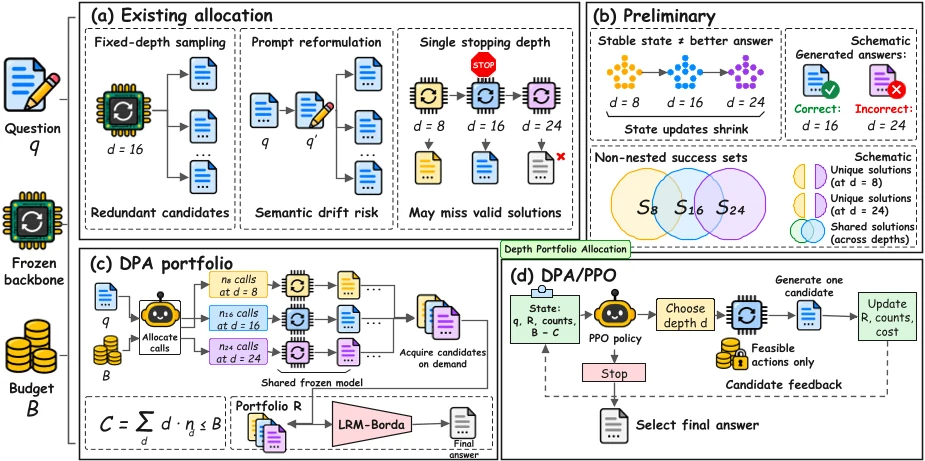 Question
q
Frozen
backbone
Budget
B
(a) Existing allocation
Fixed-depth sampling
d = 16
...
Redundant candidates
Prompt reformulation
q
q'
...
Semantic drift risk
Single stopping depth
STOP
d = 8
d = 16
d = 24
May miss valid solutions
(b) Preliminary
Stable state ≠ better answer
d = 8
d = 16
d = 24
State updates shrink
Schematic
Generated answers:
Correct:
d = 16
Incorrect:
d = 24
Non-nested success sets
S₈
S₁₆
S₂₄
Schematic
Unique solutions
(at d = 8)
Unique solutions
(at d = 24)
Shared solutions
(across depths)
Depth Portfolio Allocation
(c) DPA portfolio
q
B
Allocate
calls
n₈ calls
at d = 8
n₁₆ calls
at d = 16
n₂₄ calls
at d = 24
...
...
...
Shared frozen model
Acquire candidates
on demand
C = ∑_d d · n_d ≤ B
Portfolio R
LRM-Borda
Final
answer
(d) DPA/PPO
State:
q, R, counts,
B − C
PPO policy
Choose
depth d
Feasible
actions only
Generate one
candidate
Update
R, counts,
cost
Candidate feedback
Stop
Select final answer